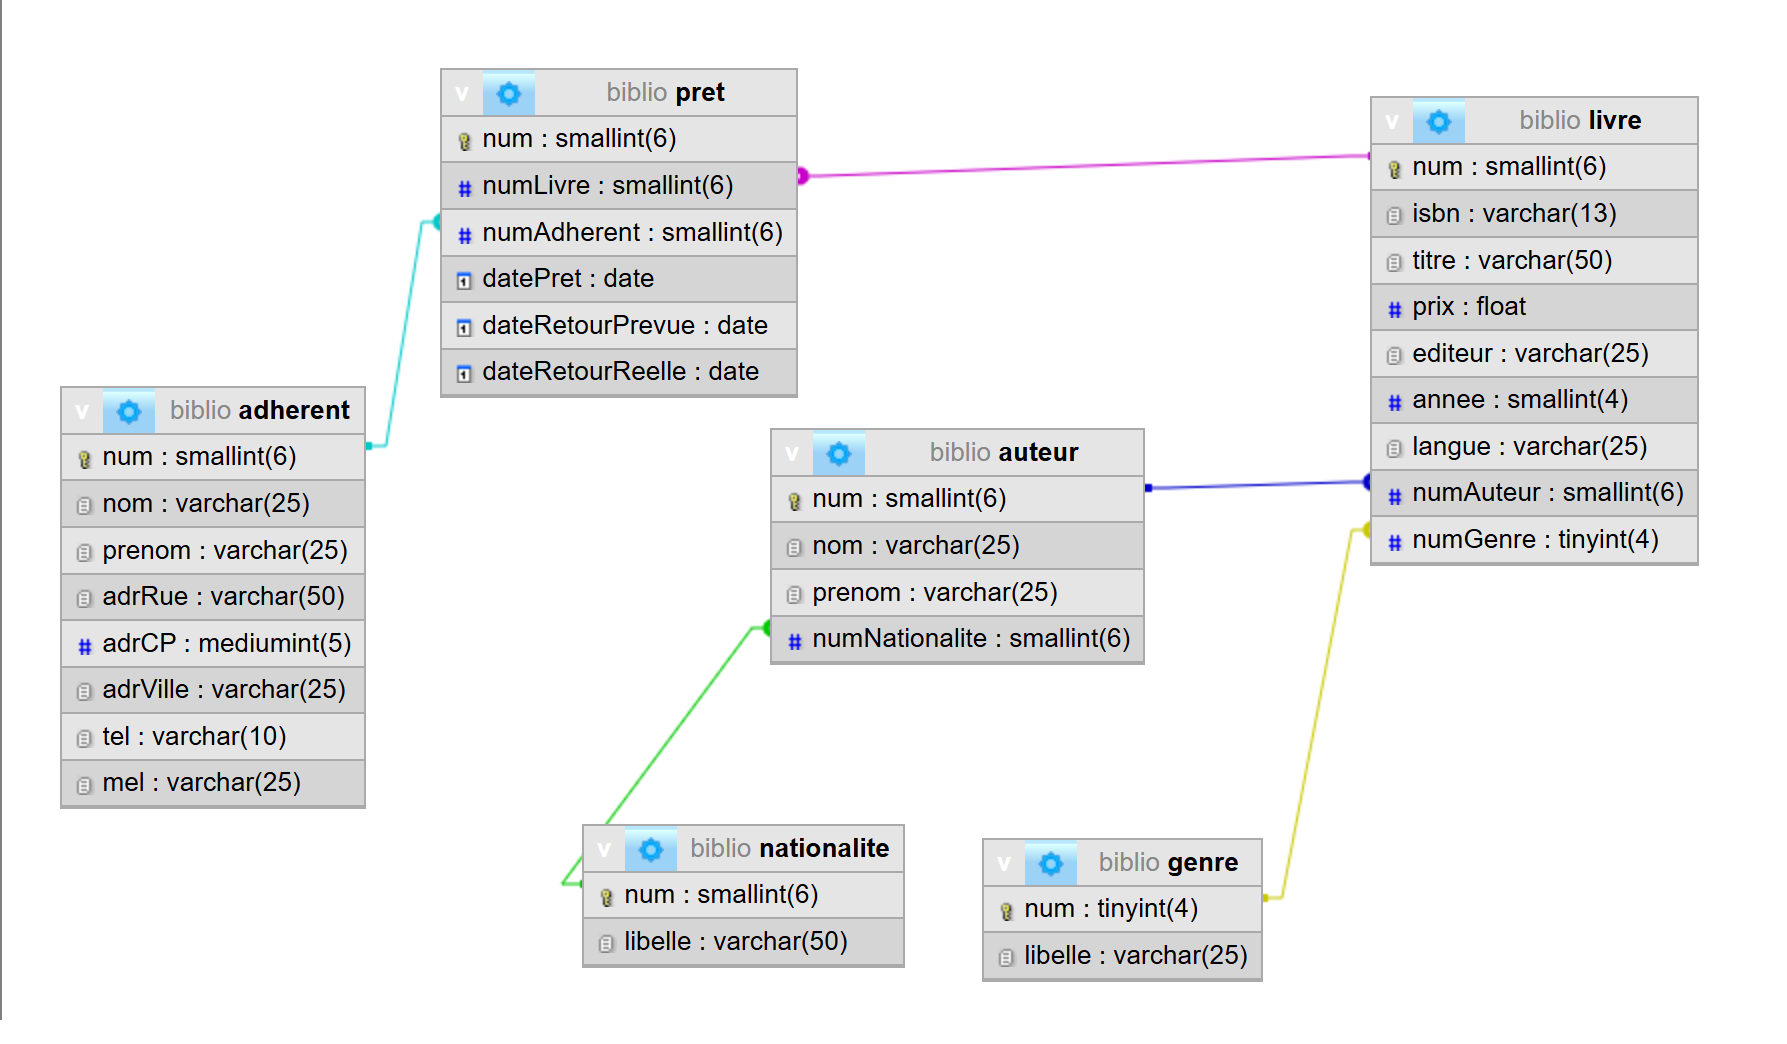 v biblio pret
num : smallint(6)
numLivre : smallint(6)
numAdherent : smallint(6)
datePret : date
dateRetourPrevue : date
dateRetourReelle : date
v biblio livre
num : smallint(6)
isbn : varchar(13)
titre : varchar(50)
prix : float
editeur : varchar(25)
annee : smallint(4)
langue : varchar(25)
numAuteur : smallint(6)
numGenre : tinyint(4)
v biblio adherent
num : smallint(6)
nom : varchar(25)
prenom : varchar(25)
adrRue : varchar(50)
adrCP : mediumint(5)
adrVille : varchar(25)
tel : varchar(10)
mel : varchar(25)
v biblio auteur
num : smallint(6)
nom : varchar(25)
prenom : varchar(25)
numNationalite : smallint(6)
v biblio nationalite
num : smallint(6)
libelle : varchar(50)
v biblio genre
num : tinyint(4)
libelle : varchar(25)